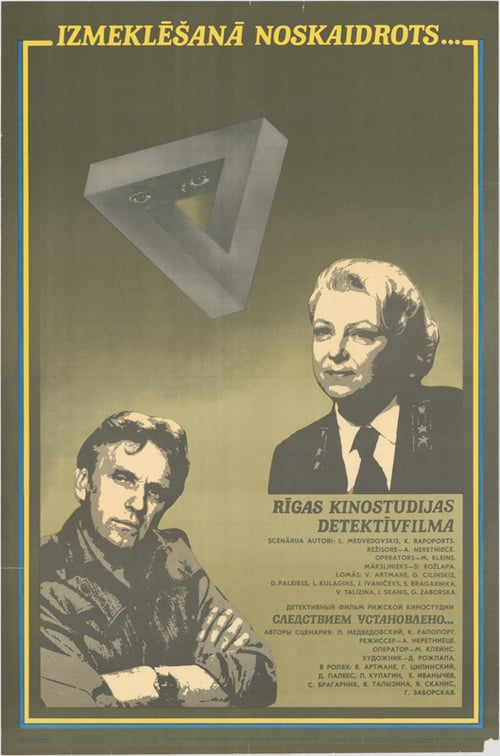 IZMEKLĒŠANĀ NOSKAIDROTS...
RĪGAS KINOSTUDIJAS
DETEKTĪVFILMA
SCENĀRIJA AUTORI: L. MEDVEDOVSKIS, K. RAPOPORTS.
REŽISORE—A. NERETNIECE.
OPERATORS—M. KLEINS.
MĀKSLINIEKS—D. ROŽLAPA.
LOMĀS: V. ARTMANE, G. CILINSKIS,
D. PALEJESS, L. KULAGINS, J. IVANIČEVS, S. BRAGARNIKA,
V. TALIZINA, J. SKANIS, G. ZABORSKA.
ДЕТЕКТИВНЫЙ ФИЛЬМ РИЖСКОЙ КИНОСТУДИИ
СЛЕДСТВИЕМ УСТАНОВЛЕНО...
АВТОРЫ СЦЕНАРИЯ: Л. МЕДВЕДОВСКИЙ, К. РАПОПОРТ.
РЕЖИССЕР—А. НЕРЕТНИЕЦЕ.
ОПЕРАТОР—М. КЛЕЙНС.
ХУДОЖНИК—Д. РОЖЛАПА.
В РОЛЯХ: В. АРТМАНЕ, Г. ЦИЛИНСКИЙ,
Д. ПАЛЕЕС, Л. КУЛАГИН, Е. ИВАНЫЧЕВ,
С. БРАГАРНИК, В. ТАЛЫЗИНА, Я. СКАНИС,
Г. ЗАБОРСКАЯ.